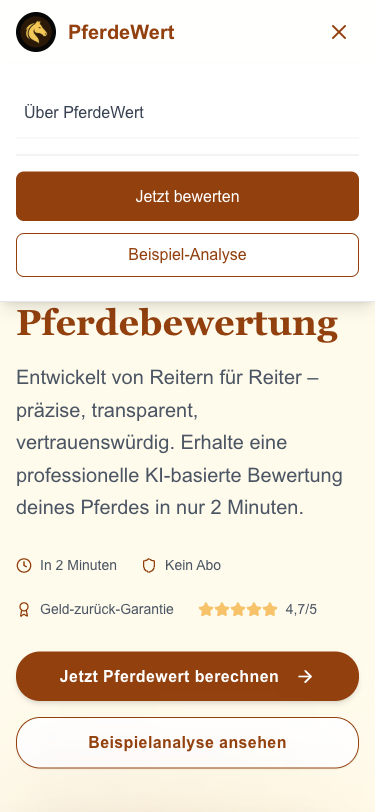 PferdeWert
Über PferdeWert
Jetzt bewerten
Beispiel-Analyse
Pferdebewertung
Entwickelt von Reitern für Reiter –
präzise, transparent,
vertrauenswürdig. Erhalte eine
professionelle KI-basierte Bewertung
deines Pferdes in nur 2 Minuten.
In 2 Minuten
Kein Abo
Geld-zurück-Garantie
4,7/5
Jetzt Pferdewert berechnen
Beispielanalyse ansehen